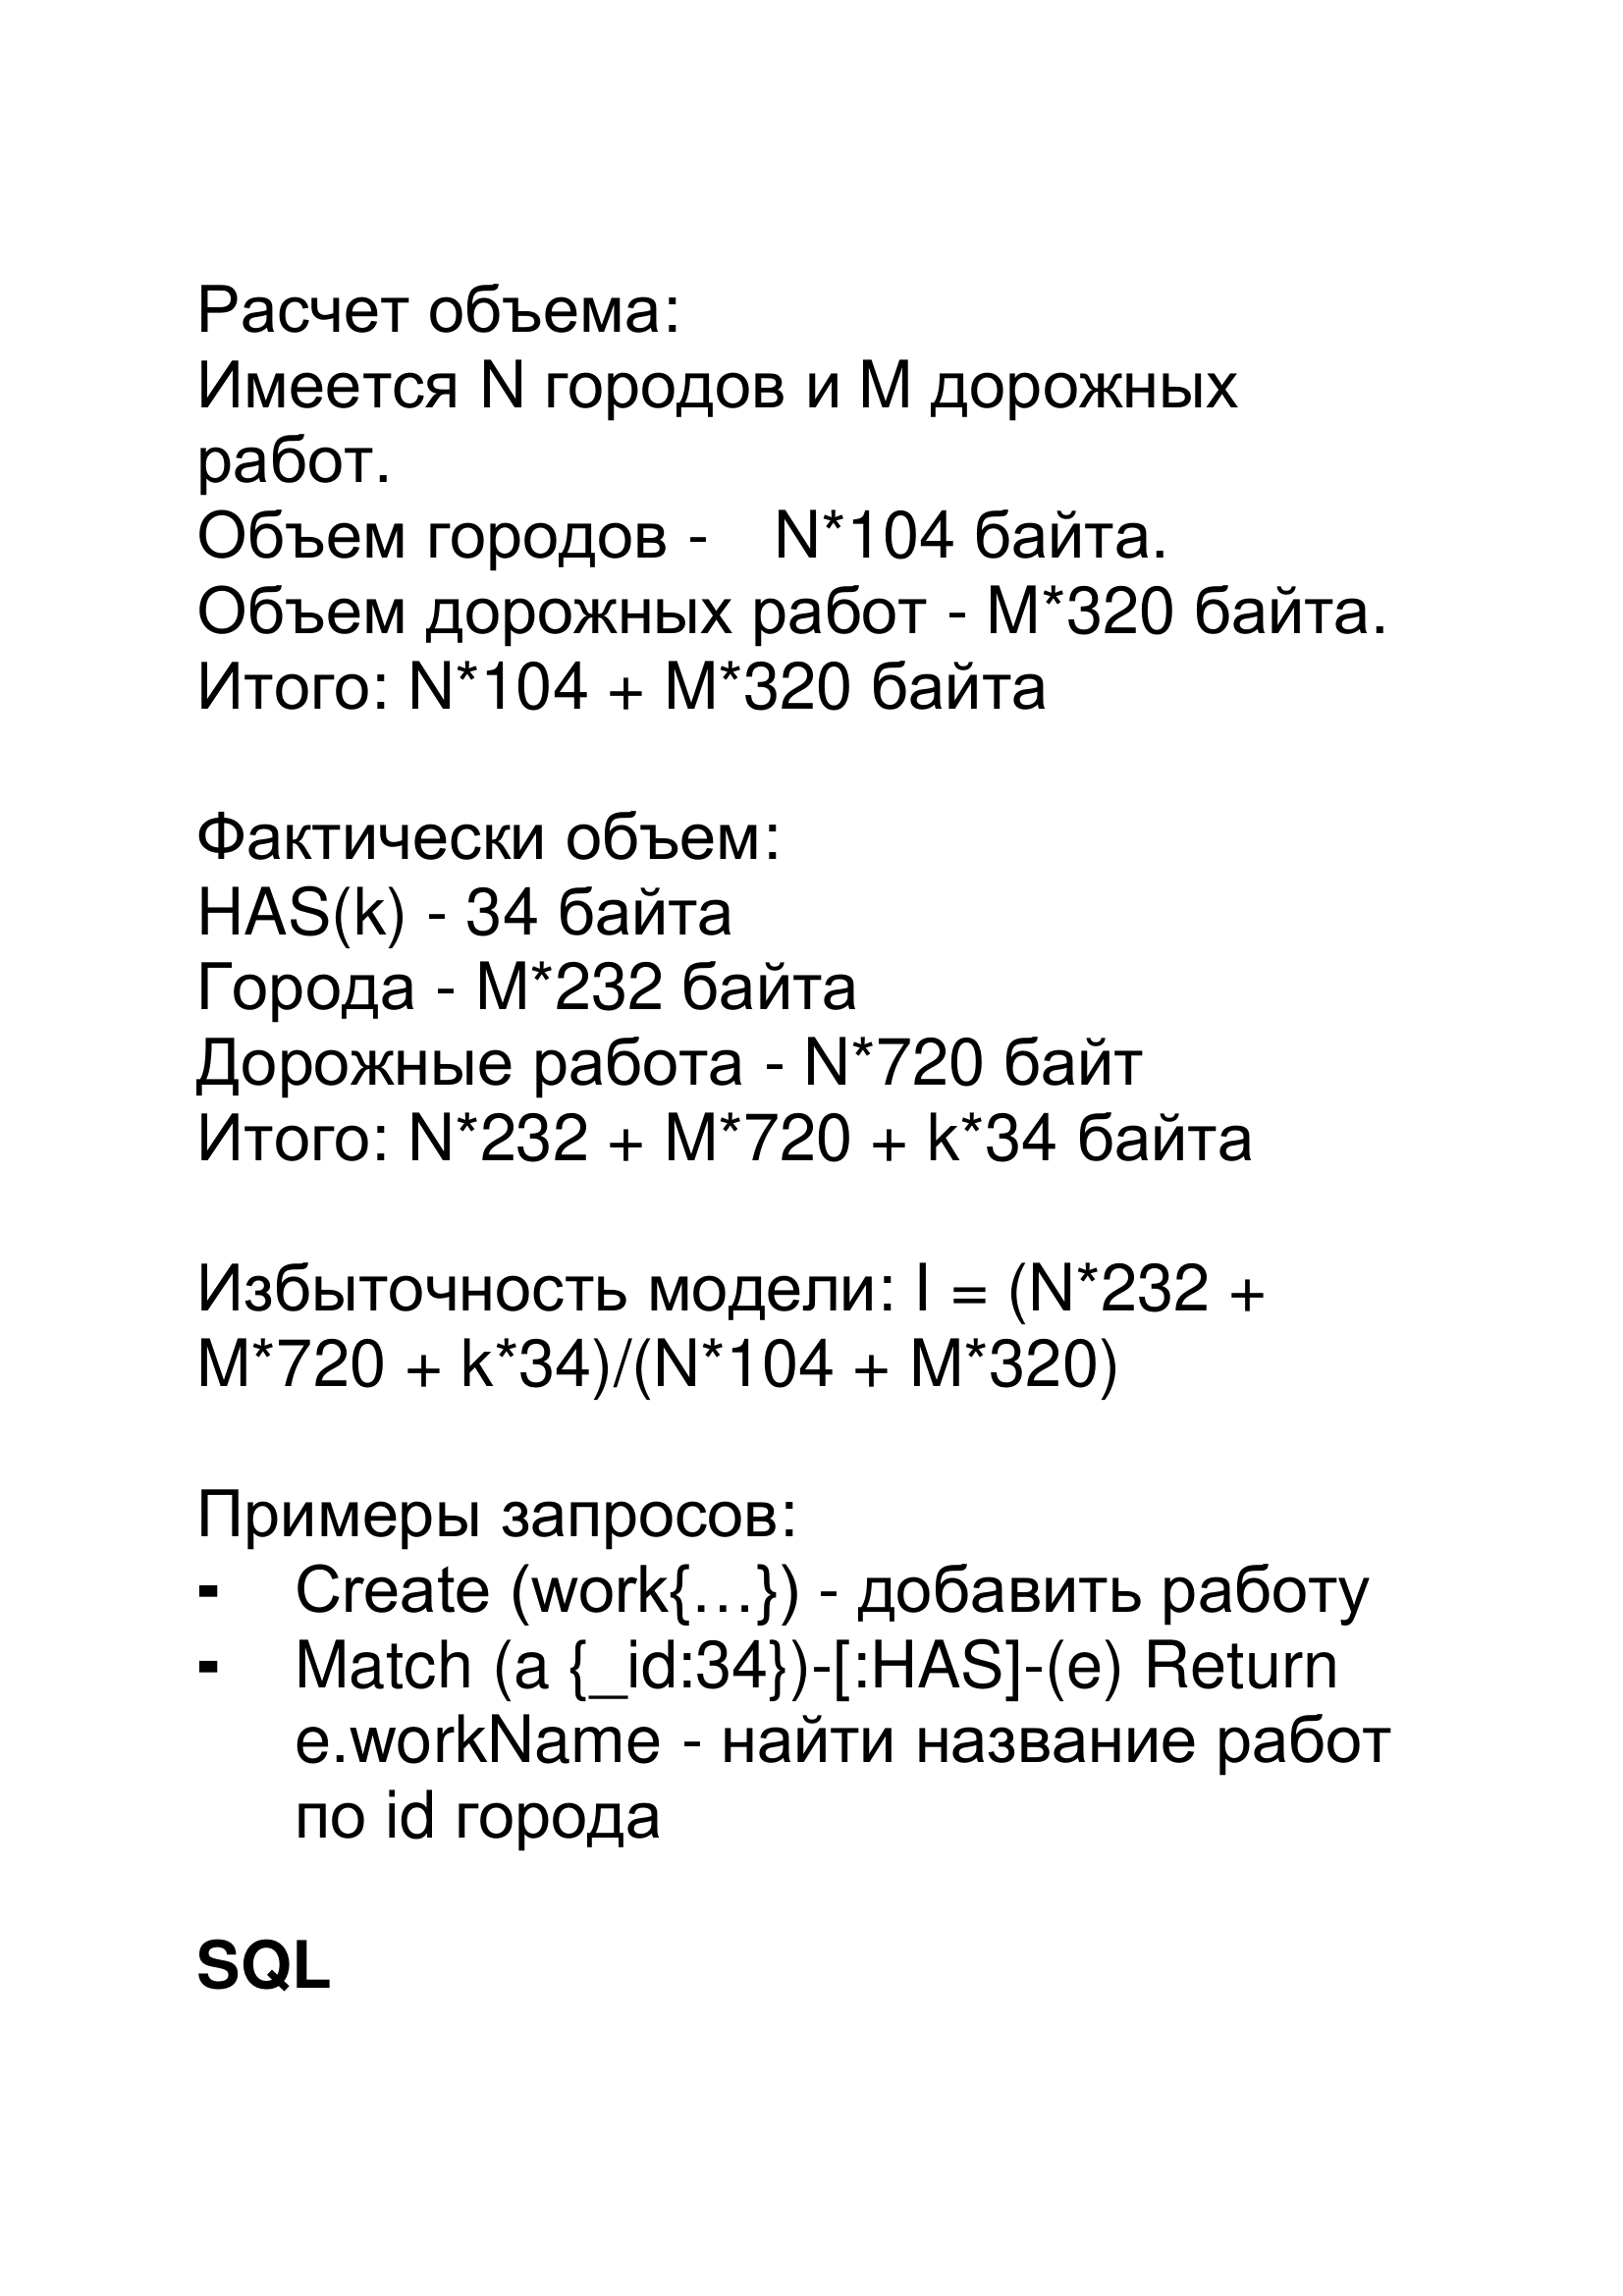 Расчет объема:
Имеется N городов и M дорожных
работ.
Объем городов - N*104 байта.
Объем дорожных работ - M*320 байта.
Итого: N*104 + M*320 байта
Фактически объем:
HAS(k) - 34 байта
Города - M*232 байта
Дорожные работа - N*720 байт
Итого: N*232 + M*720 + k*34 байта
Избыточность модели: I = (N*232 +
M*720 + k*34)/(N*104 + M*320)
Примеры запросов:
- Create (work{…}) - добавить работу
- Match (a {_id:34})-[:HAS]-(e) Return
e.workName - найти название работ
по id города
SQL